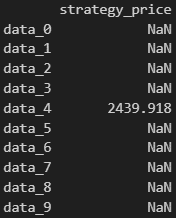 strategy_price
data_0 NaN
data_1 NaN
data_2 NaN
data_3 NaN
data_4 2439.918
data_5 NaN
data_6 NaN
data_7 NaN
data_8 NaN
data_9 NaN